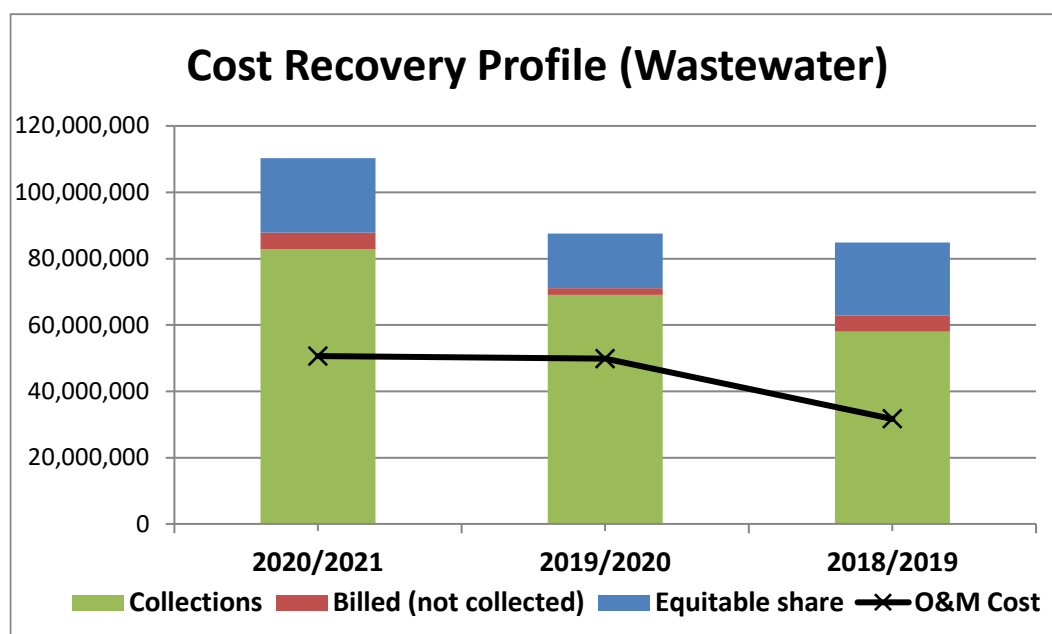 Cost Recovery Profile (Wastewater)
120,000,000
100,000,000
80,000,000
60,000,000
40,000,000
20,000,000
0
2020/2021 2019/2020 2018/2019
Collections Billed (not collected) Equitable share O&M Cost